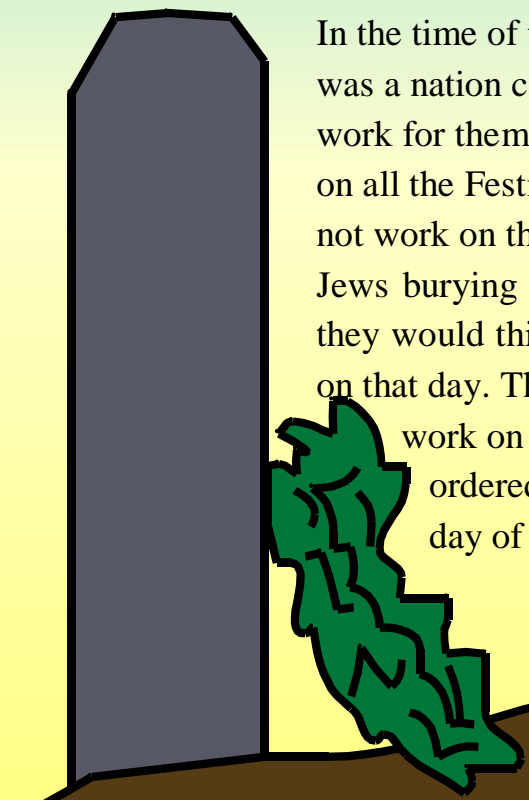 In the time of
was a nation c
work for them
on all the Festi
not work on th
Jews burying
they would thi
on that day. Th
work on
ordered
day of